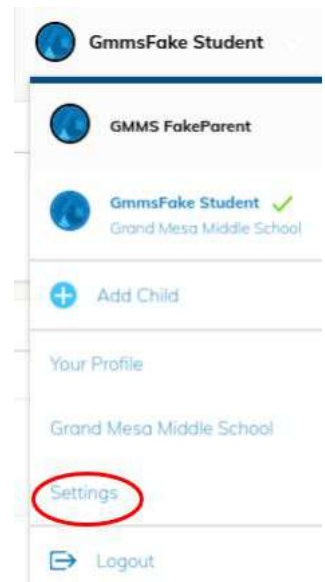 GmmsFake Student
GMMS FakeParent
GmmsFake Student
Grand Mesa Middle School
Add Child
Your Profile
Grand Mesa Middle School
Settings
Logout